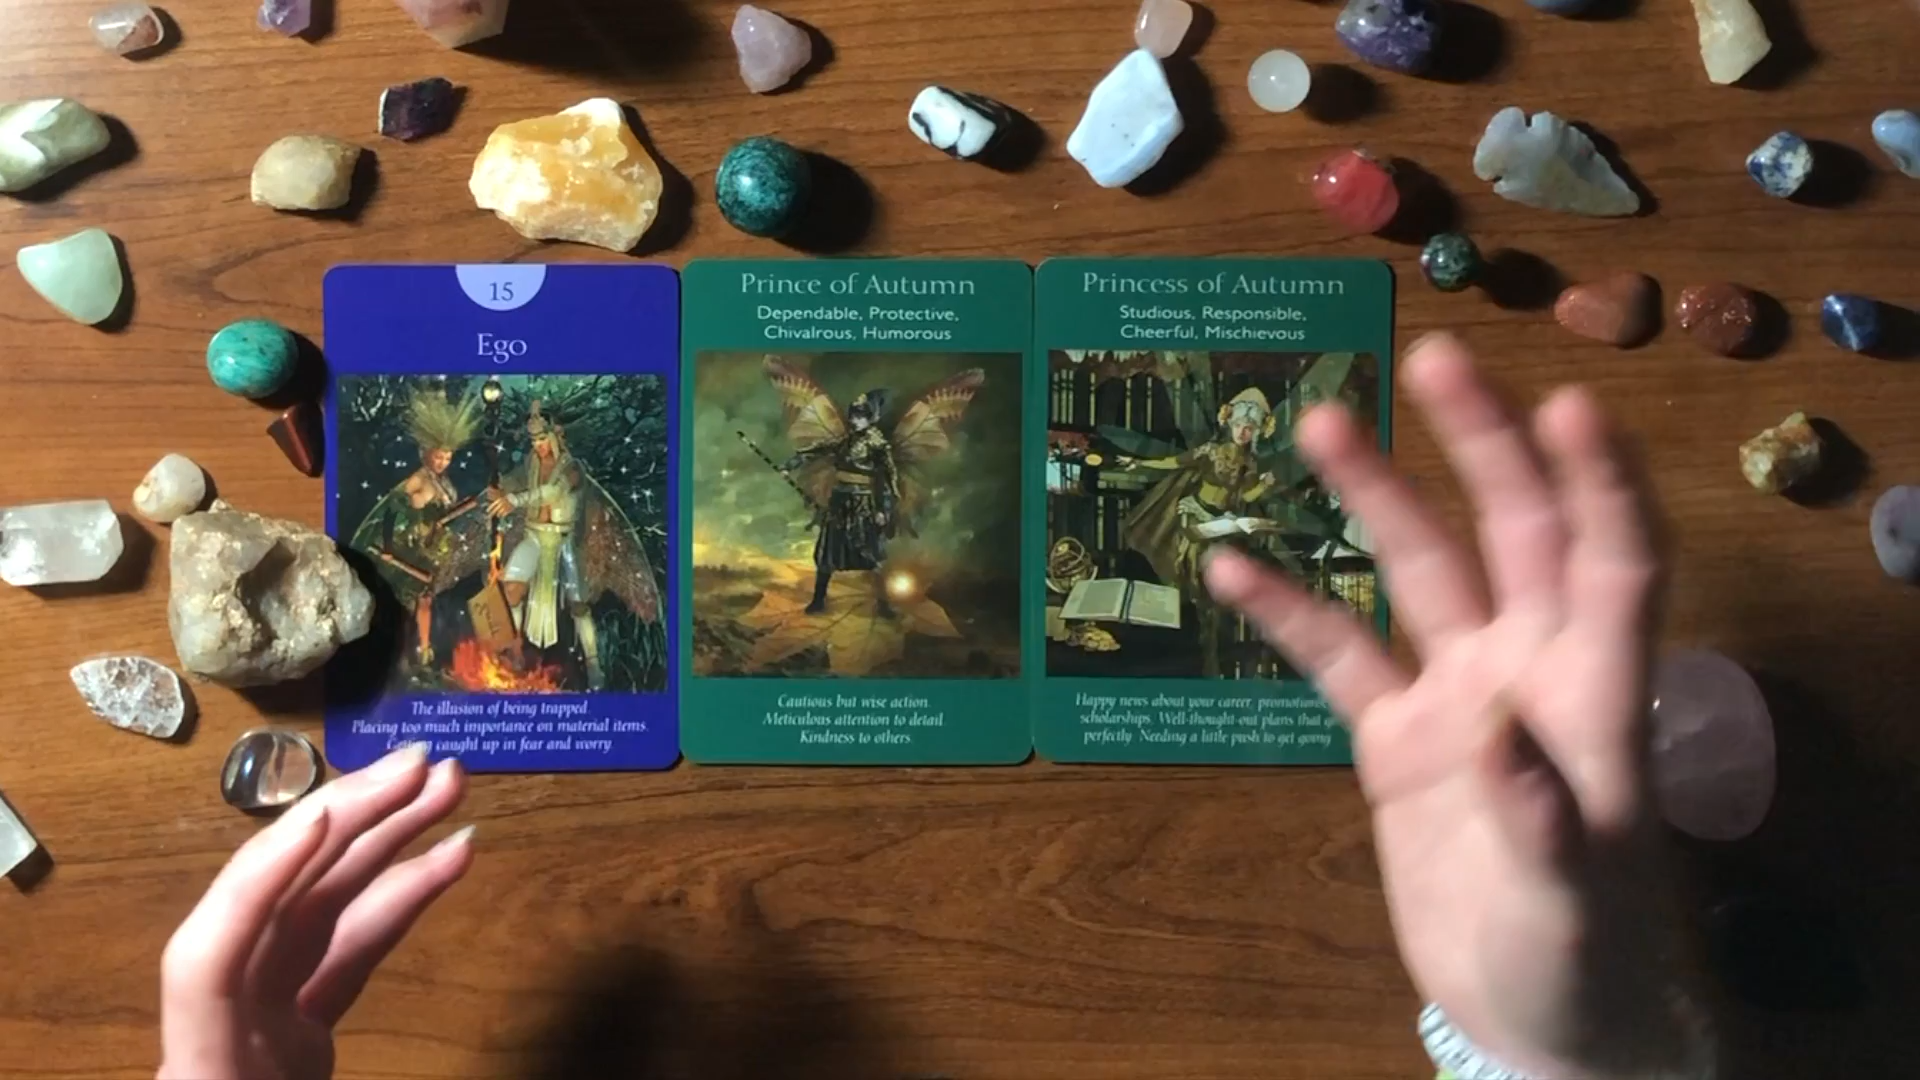 15
Ego
The illusion of being trapped.
Placing too much importance on material items.
Getting caught up in fear and worry.
Prince of Autumn
Dependable, Protective,
Chivalrous, Humorous
Cautious but wise action.
Meticulous attention to detail.
Kindness to others.
Princess of Autumn
Studious, Responsible,
Cheerful, Mischievous
Happy news about your career, promotions,
scholarships. Well-thought-out plans that
perfectly. Needing a little push to get going